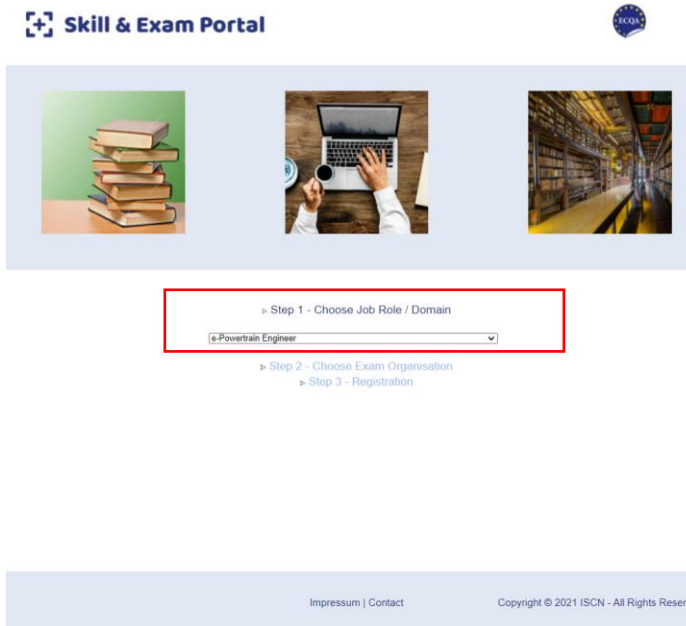 [+] Skill & Exam Portal
ECQA
▹ Step 1 - Choose Job Role / Domain
e-Powertrain Engineer
▹ Step 2 - Choose Exam Organisation
▹ Step 3 - Registration
Impressum | Contact
Copyright © 2021 ISCN - All Rights Reser